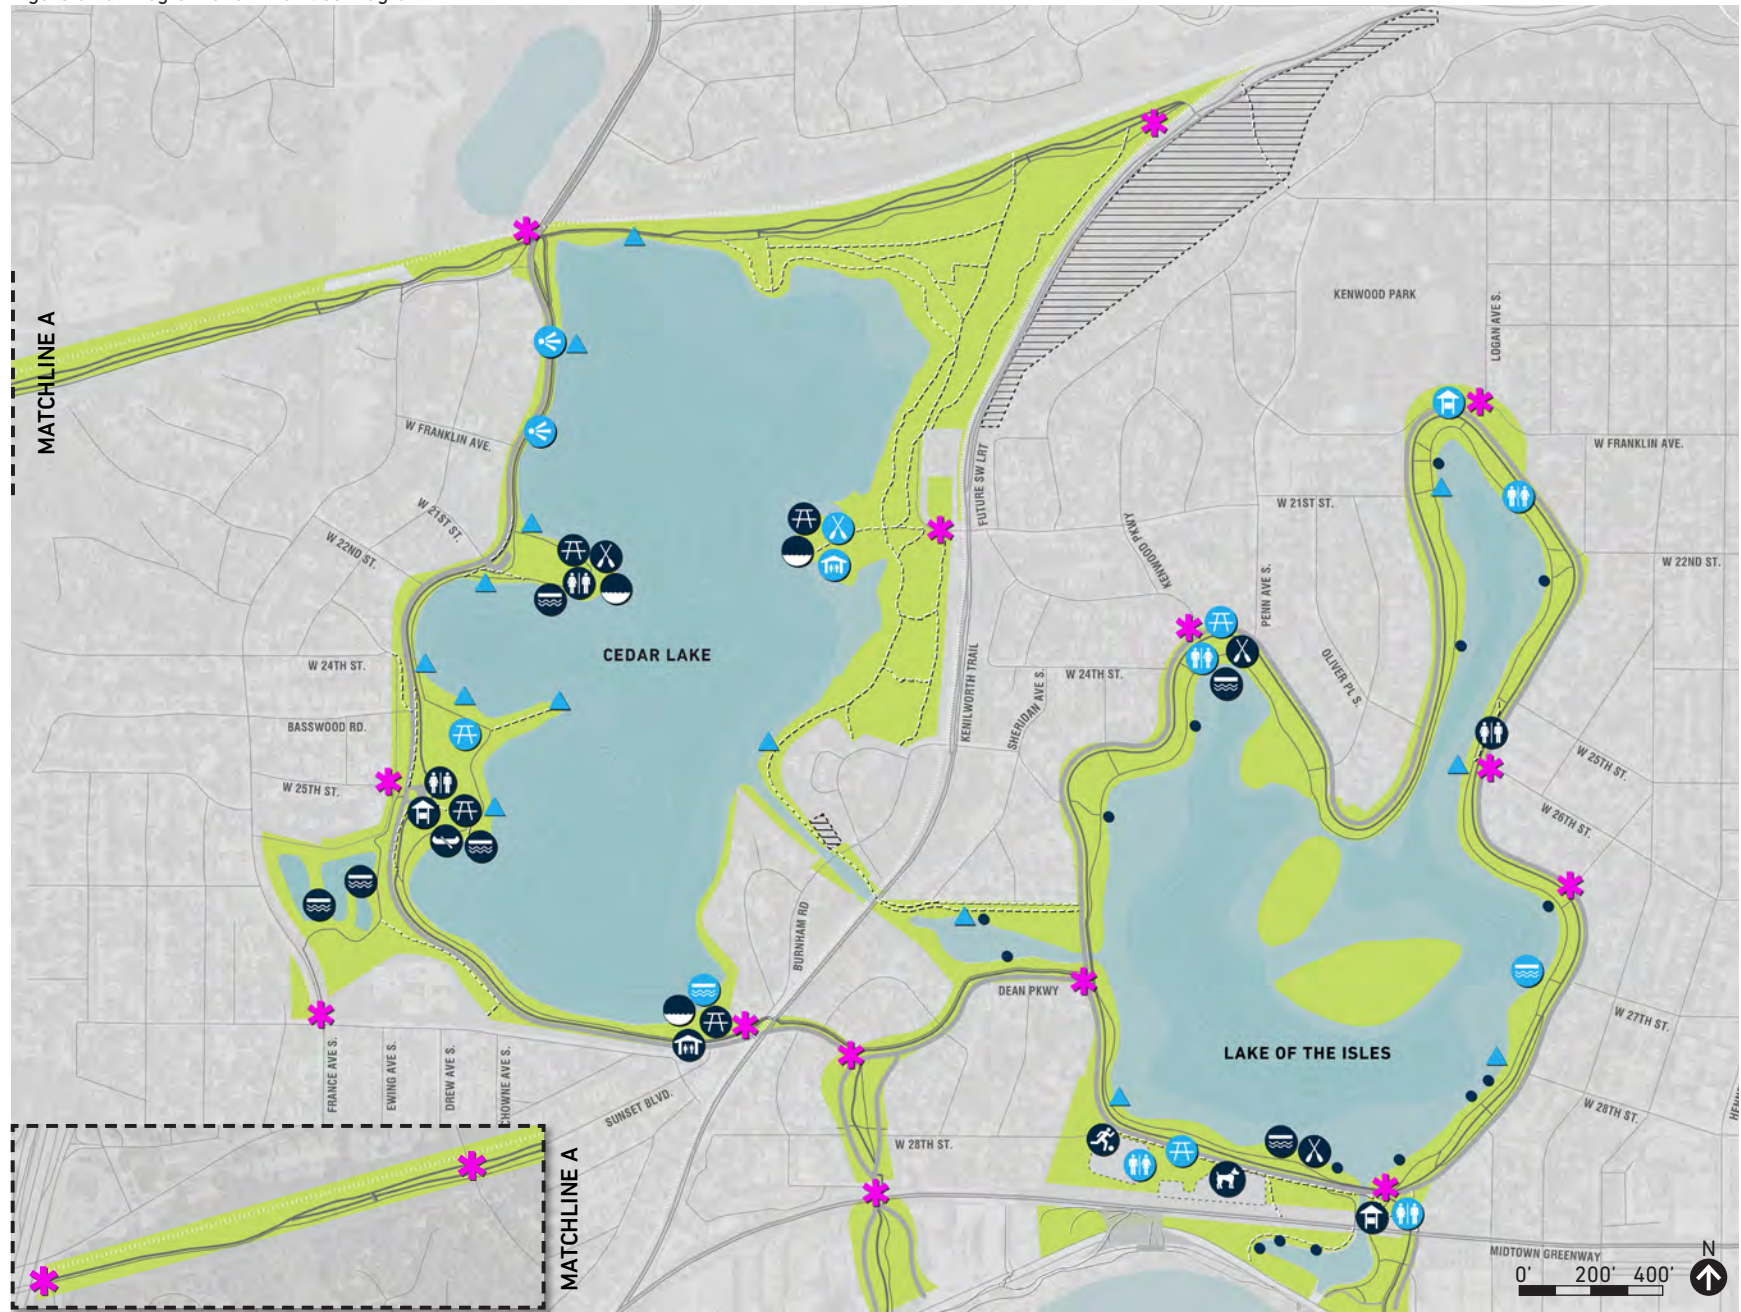 MATCHLINE A
KENWOOD PARK
LOGAN AVE S.
W FRANKLIN AVE.
W FRANKLIN AVE.
FUTURE SW LRT
W 21ST ST.
W 21ST ST.
W 22ND ST.
KENWOOD PKWY
W 22ND ST.
PENN AVE S.
CEDAR LAKE
W 24TH ST.
KENILWORTH TRAIL
SHERIDAN AVE S.
W 24TH ST.
OLIVER PL S.
BASSWOOD RD.
W 25TH ST.
W 25TH ST.
W 26TH ST.
BURNHAM RD
DEAN PKWY
W 27TH ST.
LAKE OF THE ISLES
FRANCE AVE S.
EWING AVE S.
DREW AVE S.
CHOWNE AVE S.
SUNSET BLVD.
W 28TH ST.
W 28TH ST.
HENN
MATCHLINE A
MIDTOWN GREENWAY
N
0' 200' 400'